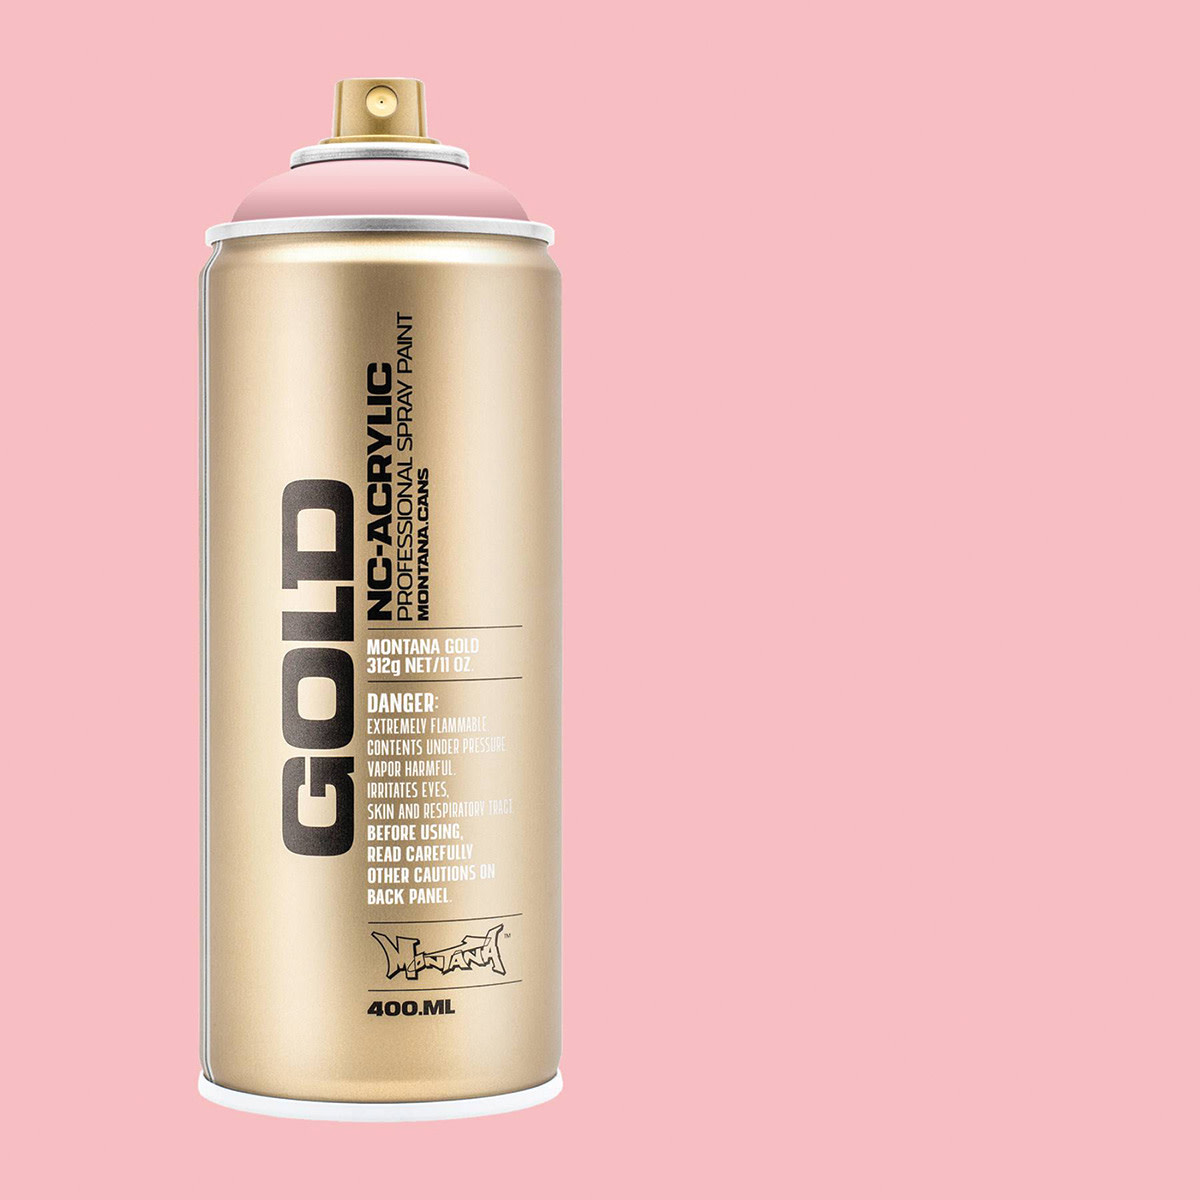 GOLD
NC-ACRYLIC
PROFESSIONAL SPRAY PAINT
MONTANA.CANS
MONTANA GOLD
312g NET/11 OZ.
DANGER:
EXTREMELY FLAMMABLE
CONTENTS UNDER PRESSURE.
VAPOR HARMFUL.
IRRITATES EYES,
SKIN AND RESPIRATORY TRACT.
BEFORE USING,
READ CAREFULLY
OTHER CAUTIONS ON
BACK PANEL.
MONTANA™
400.ML